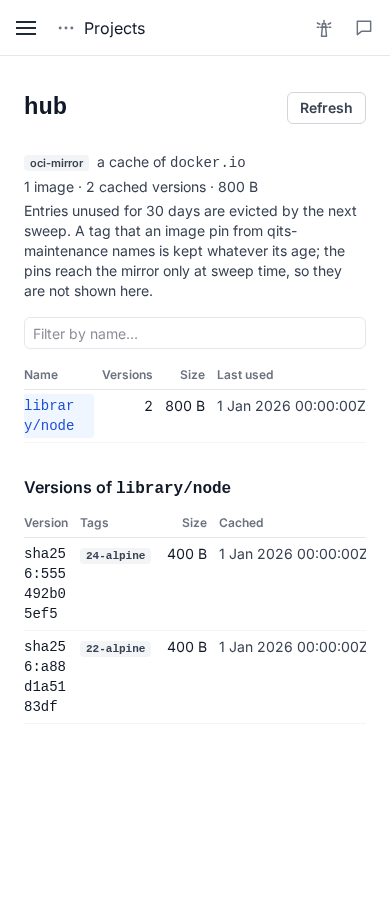 Projects
hub
Refresh
oci-mirror a cache of docker.io
1 image · 2 cached versions · 800 B
Entries unused for 30 days are evicted by the next
sweep. A tag that an image pin from qits-
maintenance names is kept whatever its age; the
pins reach the mirror only at sweep time, so they
are not shown here.
Filter by name...
Name Versions Size Last used
librar 2 800 B 1 Jan 2026 00:00:00Z
y/node
Versions of library/node
Version Tags Size Cached
sha25 24-alpine 400 B 1 Jan 2026 00:00:00Z
6:555
492b0
5ef5
sha25 22-alpine 400 B 1 Jan 2026 00:00:00Z
6:a88
d1a51
83df